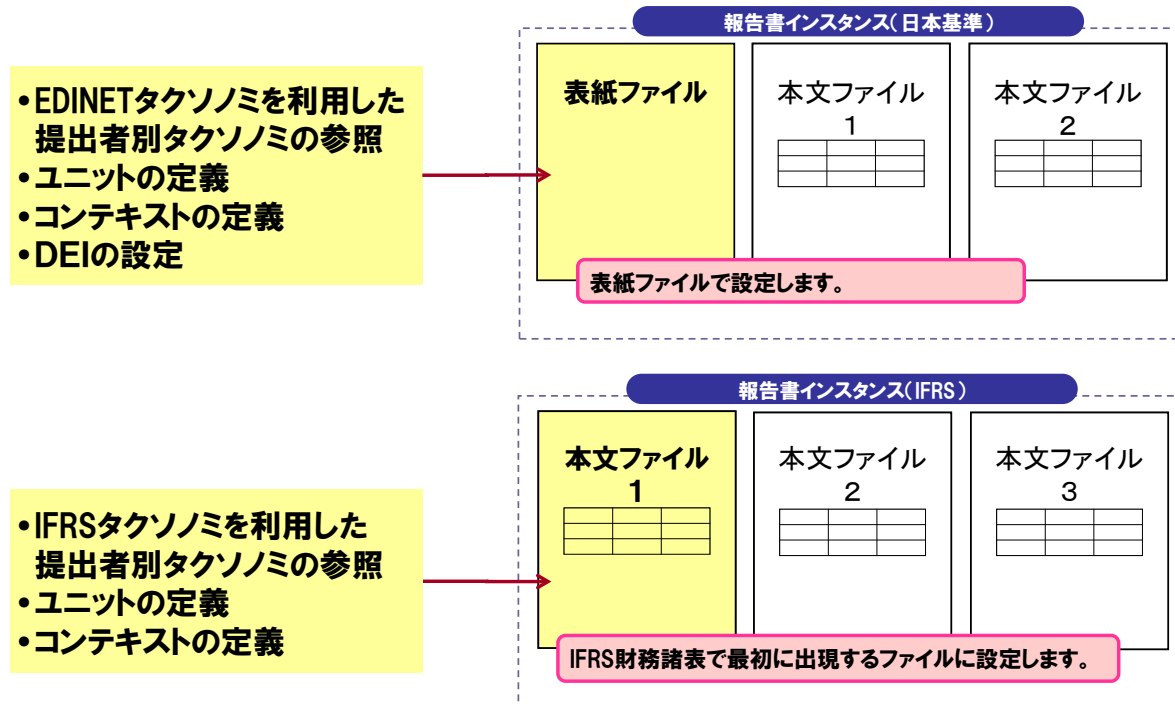 報告書インスタンス(日本基準)
•EDINETタクソノミを利用した
提出者別タクソノミの参照
•ユニットの定義
•コンテキストの定義
•DEIの設定
表紙ファイル
本文ファイル
1
本文ファイル
2
表紙ファイルで設定します。
報告書インスタンス(IFRS)
•IFRSタクソノミを利用した
提出者別タクソノミの参照
•ユニットの定義
•コンテキストの定義
本文ファイル
1
本文ファイル
2
本文ファイル
3
IFRS財務諸表で最初に出現するファイルに設定します。